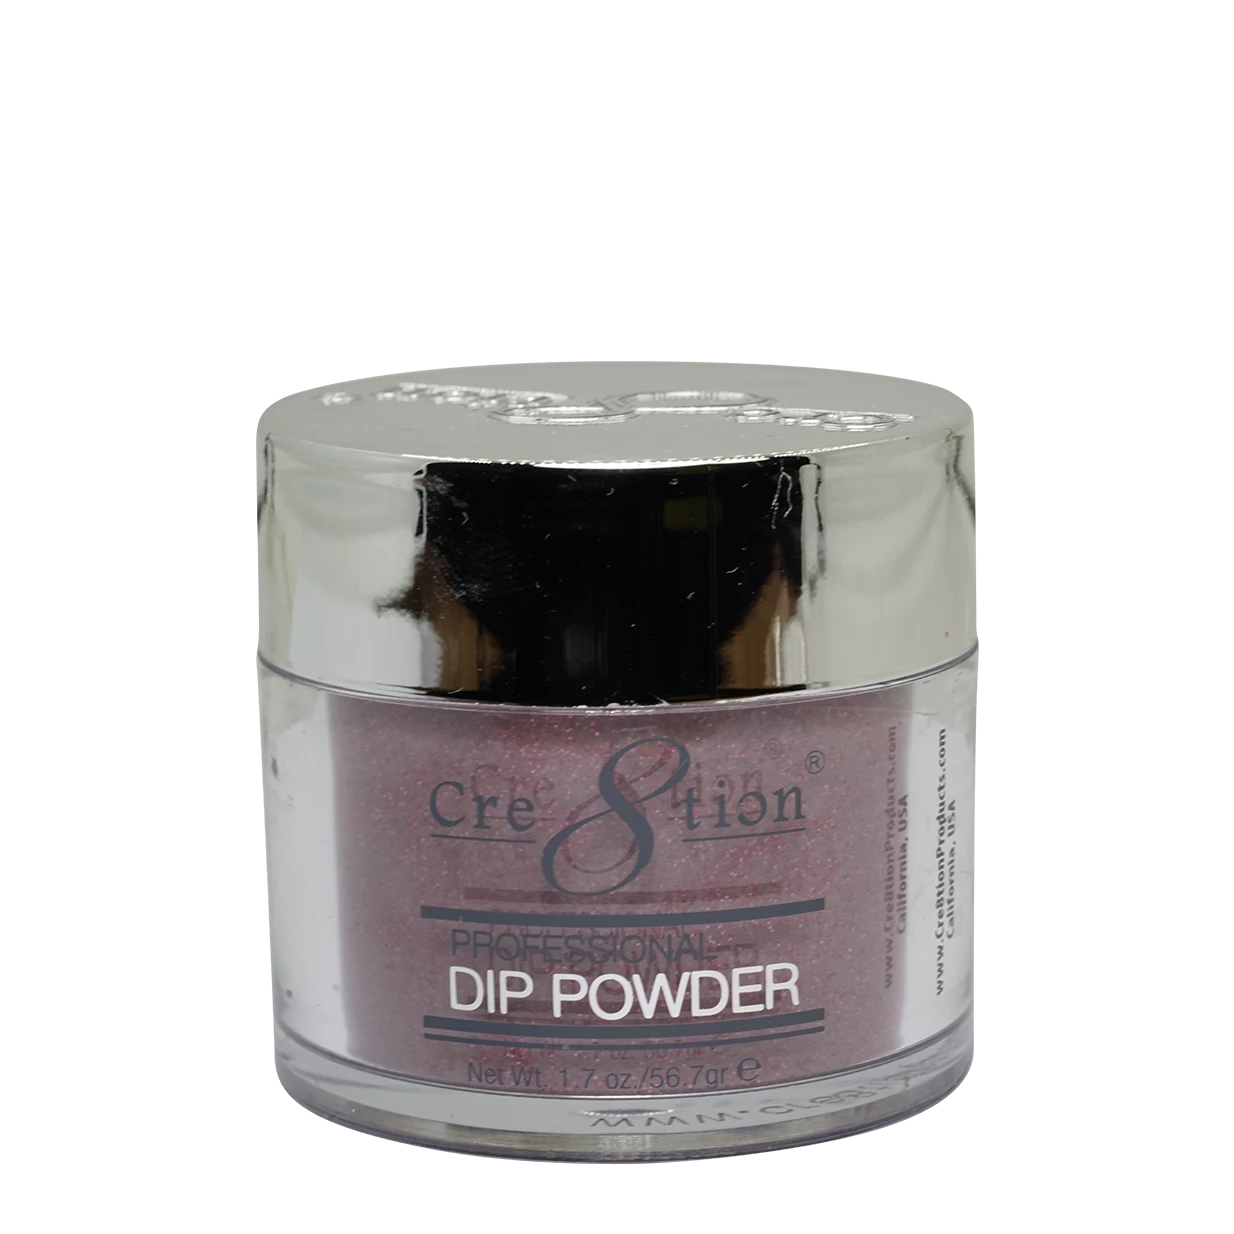 Cre8tion®
PROFESSIONAL
DIP POWDER
Net Wt. 1.7 oz./56.7gr ℮
www.Cre8tionProducts.com
California, USA